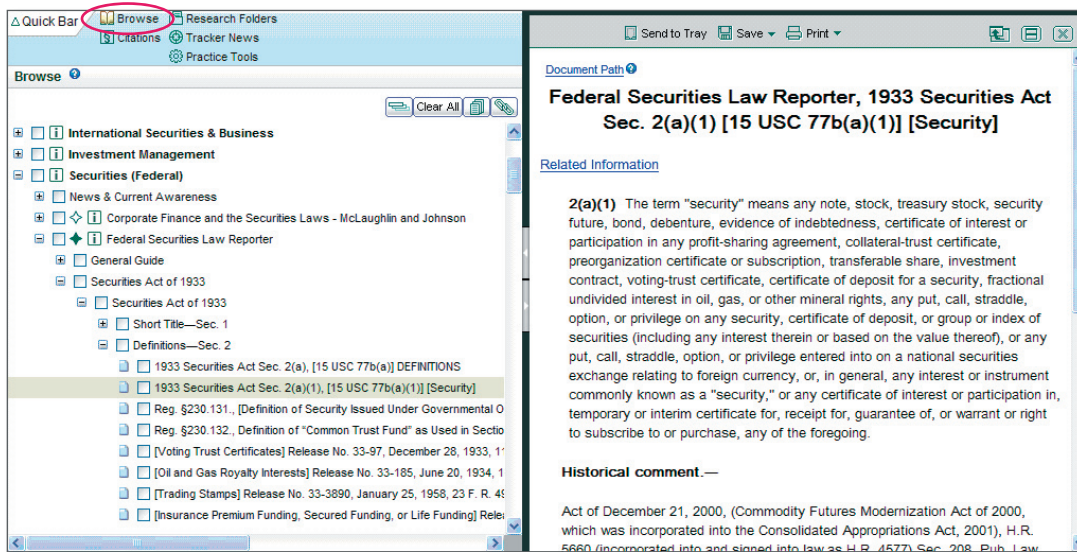 Quick Bar
Browse
Research Folders
Citations
Tracker News
Practice Tools
Browse
Clear All
International Securities & Business
Investment Management
Securities (Federal)
News & Current Awareness
Corporate Finance and the Securities Laws - McLaughlin and Johnson
Federal Securities Law Reporter
General Guide
Securities Act of 1933
Securities Act of 1933
Short Title—Sec. 1
Definitions—Sec. 2
1933 Securities Act Sec. 2(a), [15 USC 77b(a)] DEFINITIONS
1933 Securities Act Sec. 2(a)(1), [15 USC 77b(a)(1)] [Security]
Reg. §230.131., [Definition of Security Issued Under Governmental O
Reg. §230.132., Definition of "Common Trust Fund" as Used in Sectio
[Voting Trust Certificates] Release No. 33-97, December 28, 1933, 1
[Oil and Gas Royalty Interests] Release No. 33-185, June 20, 1934, 1
[Trading Stamps] Release No. 33-3890, January 25, 1958, 23 F. R. 49
[Insurance Premium Funding, Secured Funding, or Life Funding] Relea
Send to Tray Save Print
Document Path
Federal Securities Law Reporter, 1933 Securities Act
Sec. 2(a)(1) [15 USC 77b(a)(1)] [Security]
Related Information
2(a)(1) The term "security" means any note, stock, treasury stock, security
future, bond, debenture, evidence of indebtedness, certificate of interest or
participation in any profit-sharing agreement, collateral-trust certificate,
preorganization certificate or subscription, transferable share, investment
contract, voting-trust certificate, certificate of deposit for a security, fractional
undivided interest in oil, gas, or other mineral rights, any put, call, straddle,
option, or privilege on any security, certificate of deposit, or group or index of
securities (including any interest therein or based on the value thereof), or any
put, call, straddle, option, or privilege entered into on a national securities
exchange relating to foreign currency, or, in general, any interest or instrument
commonly known as a "security," or any certificate of interest or participation in,
temporary or interim certificate for, receipt for, guarantee of, or warrant or right
to subscribe to or purchase, any of the foregoing.
Historical comment.—
Act of December 21, 2000, (Commodity Futures Modernization Act of 2000,
which was incorporated into the Consolidated Appropriations Act, 2001), H.R.
5660 (incorporated into and signed into law as H.R. 4577) Sec. 208, Pub. Law